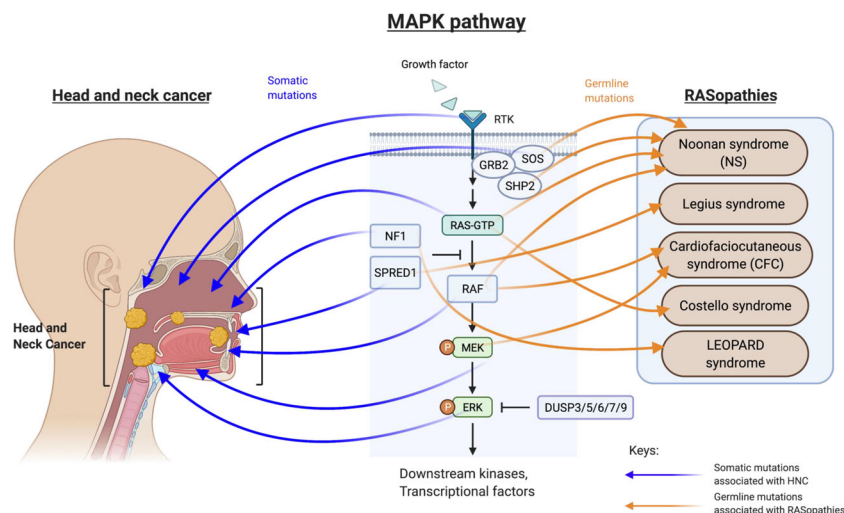 MAPK pathway
Head and neck cancer
Somatic
mutations
Growth factor
Germline
mutations
RASopathies
RTK
GRB2
SOS
SHP2
RAS-GTP
NF1
SPRED1
RAF
P
MEK
P
ERK
DUSP3/5/6/7/9
Downstream kinases,
Transcriptional factors
Head and
Neck Cancer
Noonan syndrome
(NS)
Legius syndrome
Cardiofaciocutaneous
syndrome (CFC)
Costello syndrome
LEOPARD
syndrome
Keys:
Somatic mutations
associated with HNC
Germline mutations
associated with RASopathies